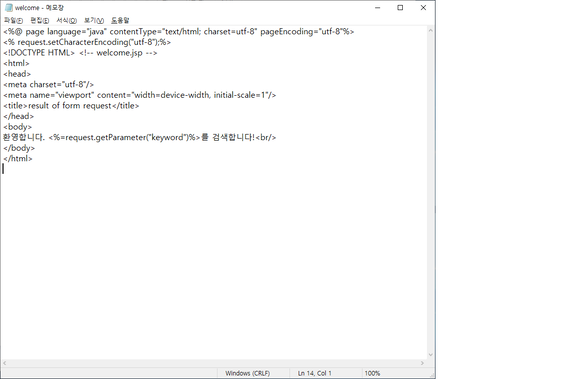 welcome - 메모장
파일(F) 편집(E) 서식(O) 보기(V) 도움말
<%@ page language="java" contentType="text/html; charset=utf-8" pageEncoding="utf-8"%>
<% request.setCharacterEncoding("utf-8");%>
<!DOCTYPE HTML> <!-- welcome.jsp -->
<html>
<head>
<meta charset="utf-8"/>
<meta name="viewport" content="width=device-width, initial-scale=1"/>
<title>result of form request</title>
</head>
<body>
환영합니다. <%=request.getParameter("keyword")%>를 검색합니다!<br/>
</body>
</html>
Windows (CRLF) Ln 14, Col 1 100%